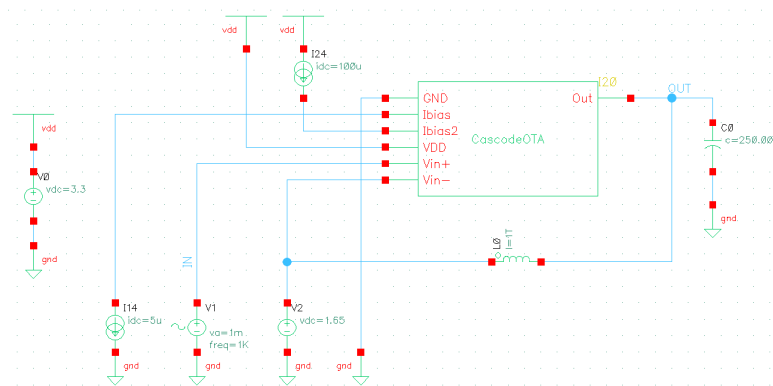 vdd
vdd
I24
idc=100u
I20
GND
Ibias
Ibias2
VDD
Vin+
Vin-
CascodeOTA
Out
OUT
C0
c=250.00
gnd
vdd
V0
vdc=3.3
gnd
L0
l=1T
IN
I14
idc=5u
gnd
V1
va=1m
freq=1K
gnd
V2
vdc=1.65
gnd
gnd